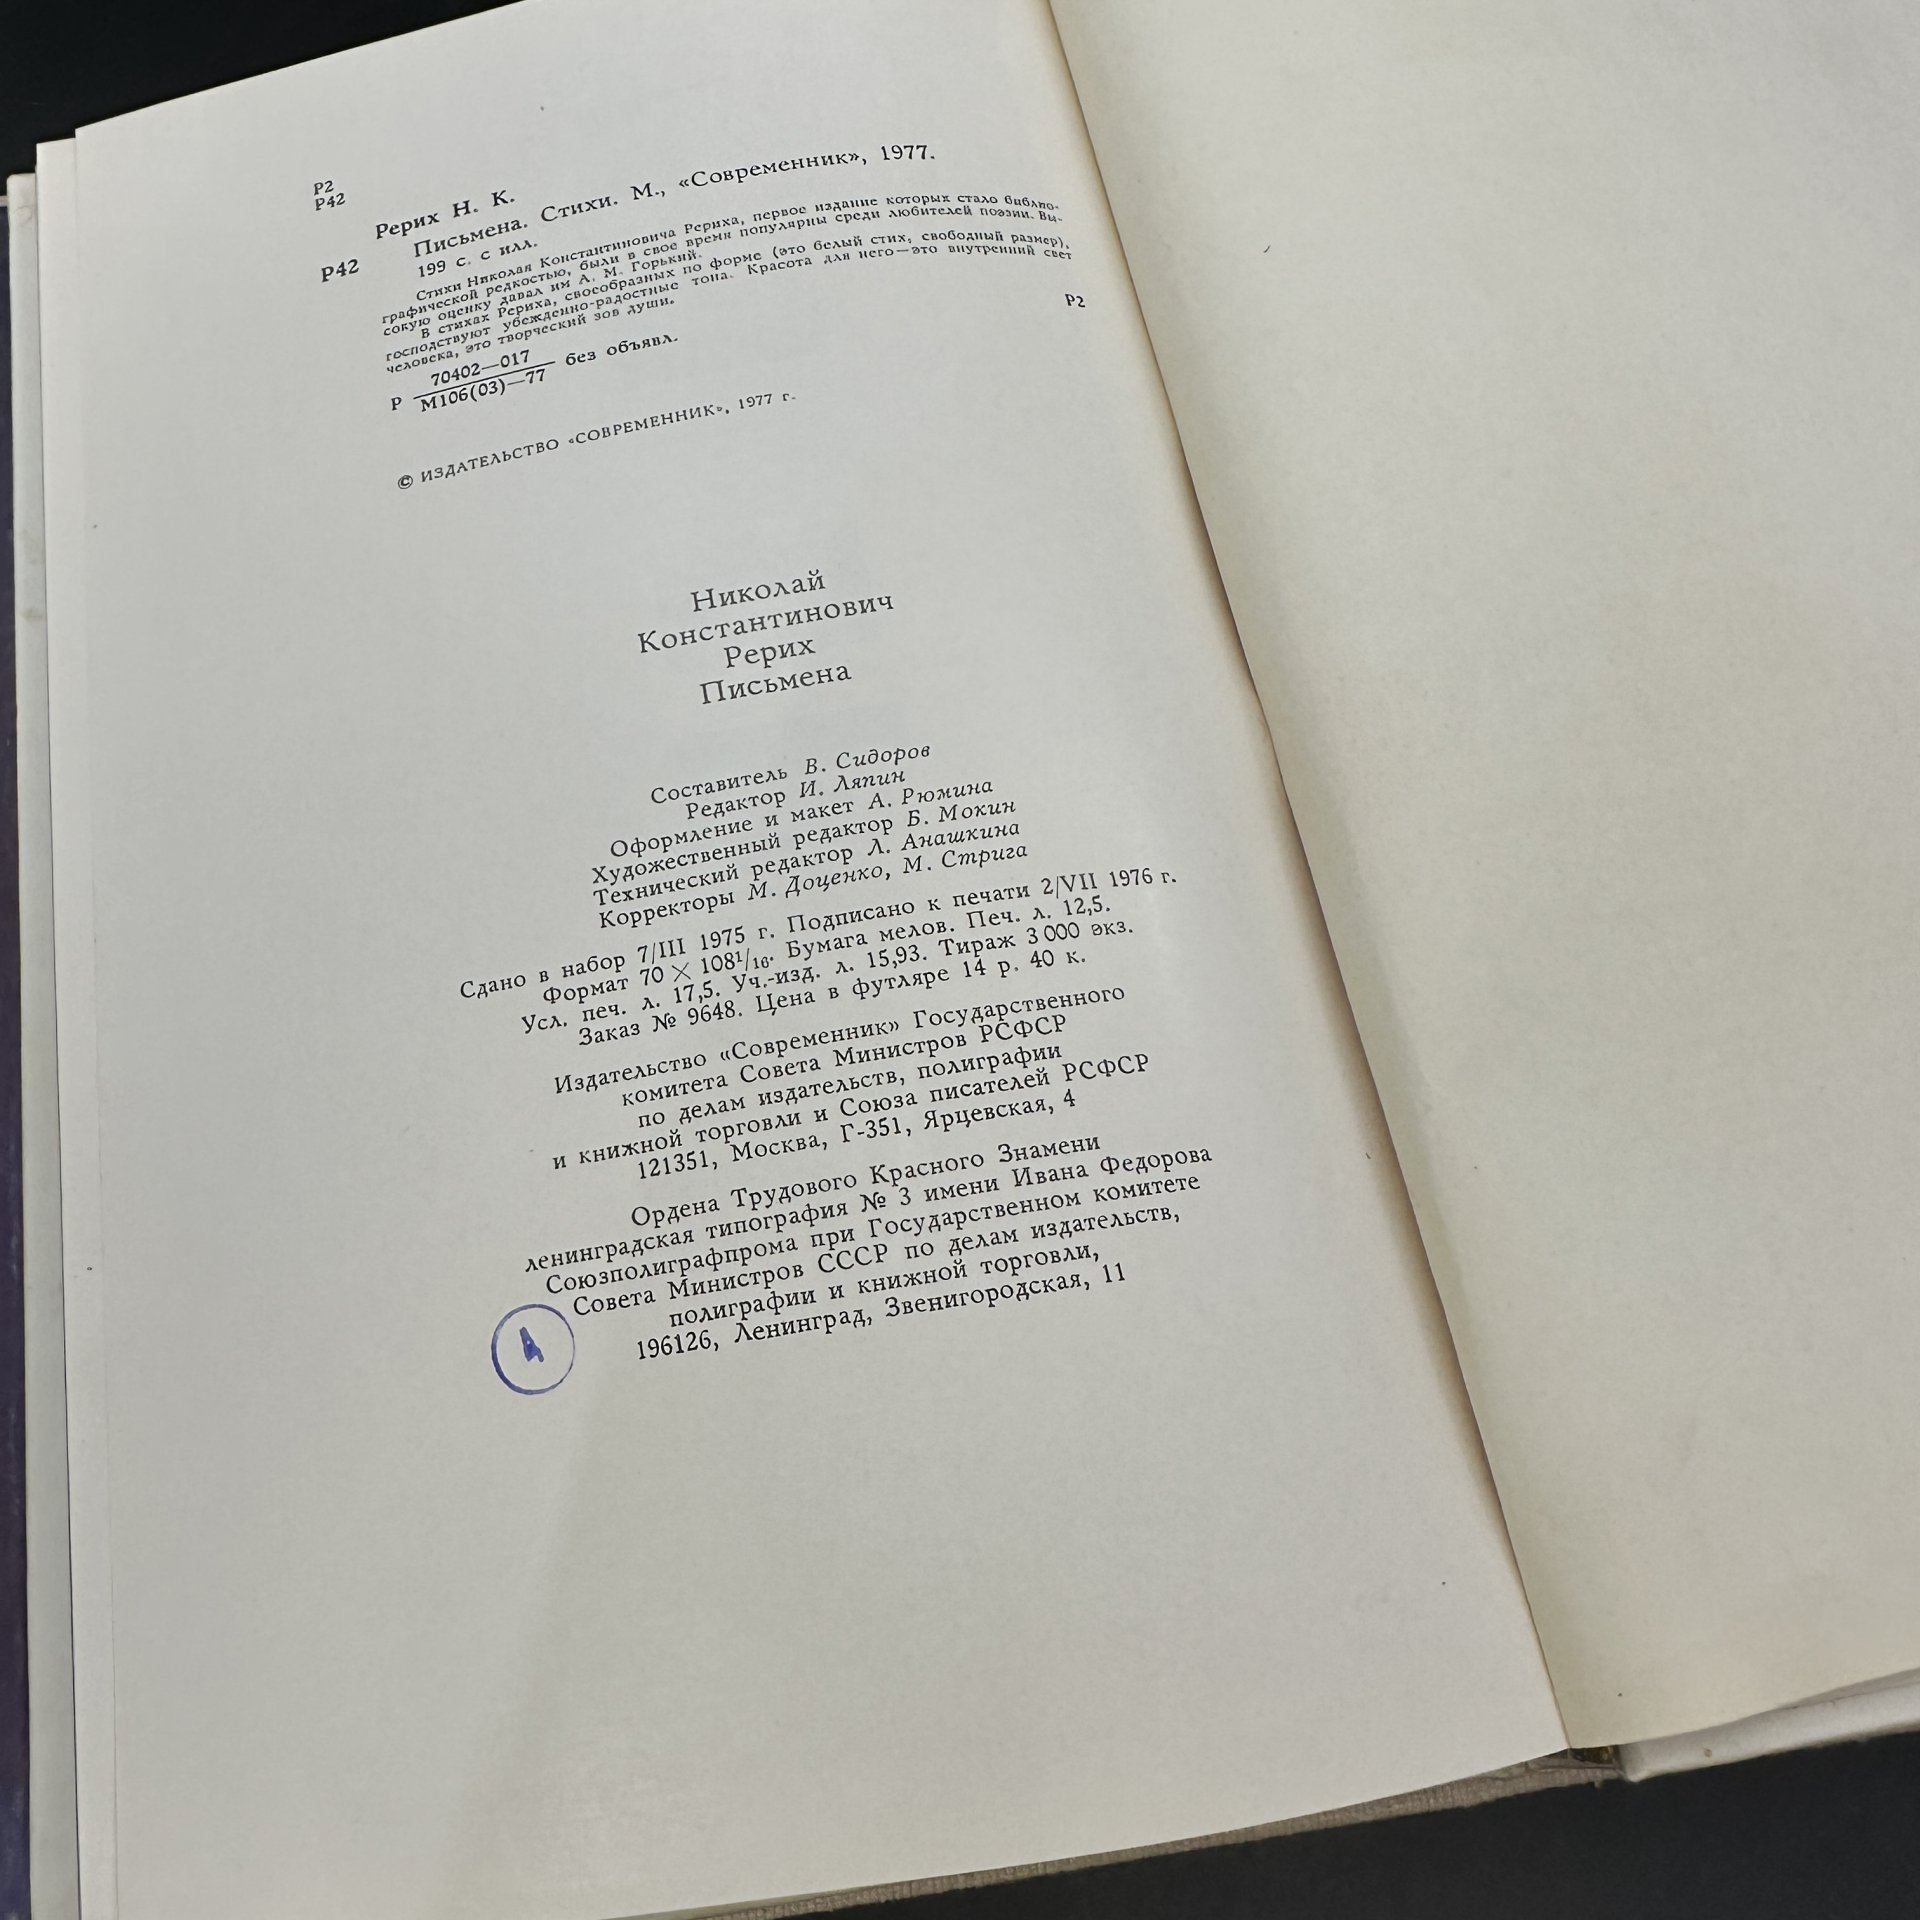 Р2
Р42
Рерих Н. К.
Письмена. Стихи. М., «Современник», 1977.
Р42
199 с. с илл.
Стихи Николая Константиновича Рериха, первое издание которых стало библио-
графической редкостью, были в свое время популярны среди любителей поэзии. Вы-
сокую оценку давал им А. М. Горький.
В стихах Рериха, своеобразных по форме (это белый стих, свободный размер),
господствуют убежденно-радостные тона. Красота для него—это внутренний свет
человека, это творческий зов души.
Р 70402—017
М106(03)—77 без объявл.
Р2
© ИЗДАТЕЛЬСТВО «СОВРЕМЕННИК», 1977 г.
Николай
Константинович
Рерих
Письмена
Составитель В. Сидоров
Редактор И. Ляпин
Оформление и макет А. Рюмина
Художественный редактор Б. Мокин
Технический редактор Л. Анашкина
Корректоры М. Доценко, М. Стрига
Сдано в набор 7/III 1975 г. Подписано к печати 2/VII 1976 г.
Формат 70 × 108¹/₁₆. Бумага мелов. Печ. л. 12,5.
Усл. печ. л. 17,5. Уч.-изд. л. 15,93. Тираж 3 000 экз.
Заказ № 9648. Цена в футляре 14 р. 40 к.
Издательство «Современник» Государственного
комитета Совета Министров РСФСР
по делам издательств, полиграфии
и книжной торговли и Союза писателей РСФСР
121351, Москва, Г-351, Ярцевская, 4
Ордена Трудового Красного Знамени
ленинградская типография № 3 имени Ивана Федорова
Союзполиграфпрома при Государственном комитете
Совета Министров СССР по делам издательств,
полиграфии и книжной торговли,
196126, Ленинград, Звенигородская, 11